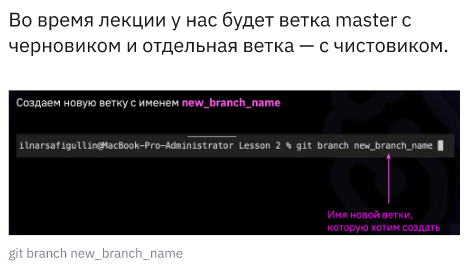 Во время лекции у нас будет ветка master с
черновиком и отдельная ветка — с чистовиком.
Создаем новую ветку с именем new_branch_name
ilnarsafigullin@MacBook-Pro-Administrator Lesson 2 % git branch new_branch_name
Имя новой ветки,
которую хотим создать
git branch new_branch_name